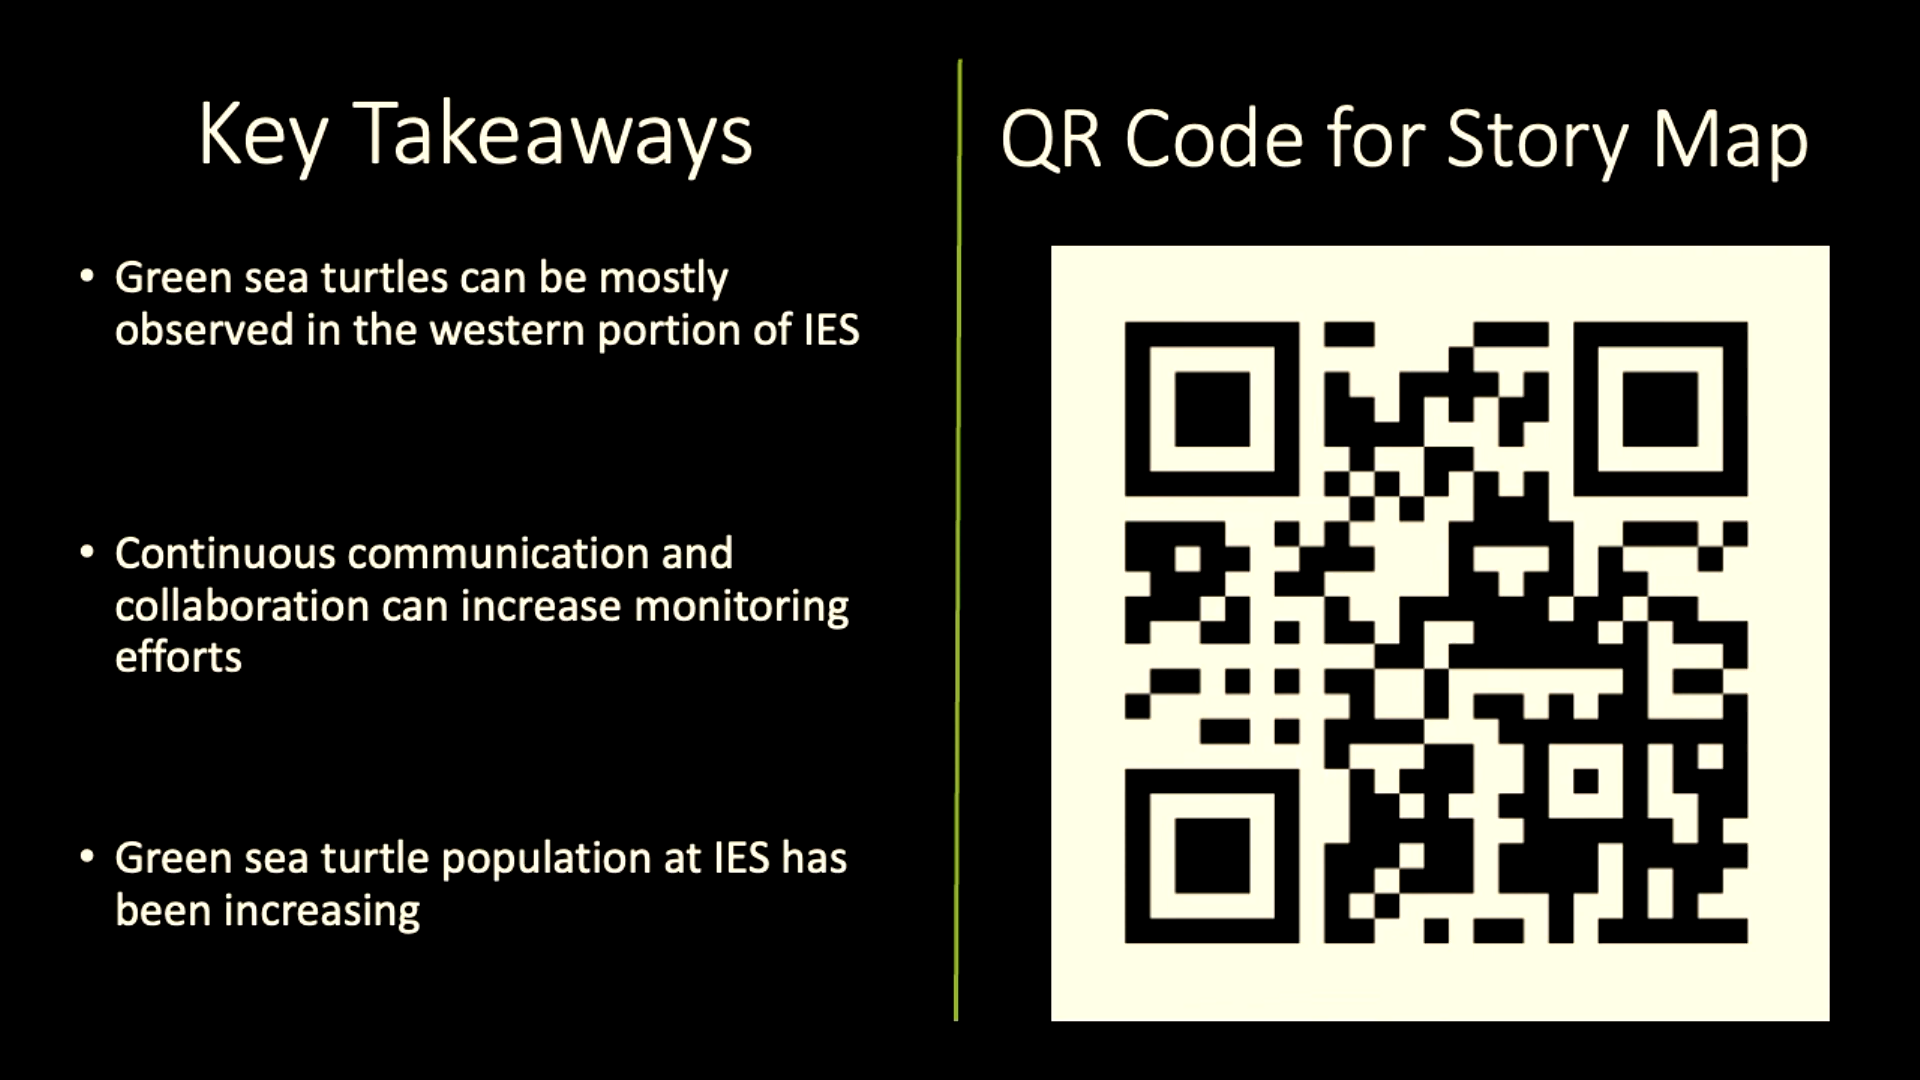 Key Takeaways
• Green sea turtles can be mostly
observed in the western portion of IES
• Continuous communication and
collaboration can increase monitoring
efforts
• Green sea turtle population at IES has
been increasing
QR Code for Story Map